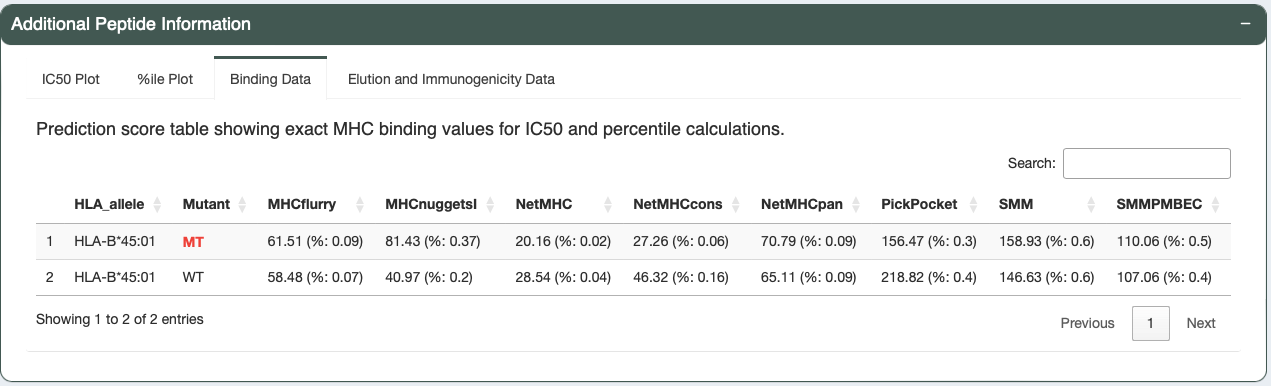 Additional Peptide Information −
IC50 Plot %ile Plot Binding Data Elution and Immunogenicity Data
Prediction score table showing exact MHC binding values for IC50 and percentile calculations.
Search:
HLA_allele Mutant MHCflurry MHCnuggetsI NetMHC NetMHCcons NetMHCpan PickPocket SMM SMMPMBEC
1 HLA-B*45:01 MT 61.51 (%: 0.09) 81.43 (%: 0.37) 20.16 (%: 0.02) 27.26 (%: 0.06) 70.79 (%: 0.09) 156.47 (%: 0.3) 158.93 (%: 0.6) 110.06 (%: 0.5)
2 HLA-B*45:01 WT 58.48 (%: 0.07) 40.97 (%: 0.2) 28.54 (%: 0.04) 46.32 (%: 0.16) 65.11 (%: 0.09) 218.82 (%: 0.4) 146.63 (%: 0.6) 107.06 (%: 0.4)
Showing 1 to 2 of 2 entries
Previous 1 Next